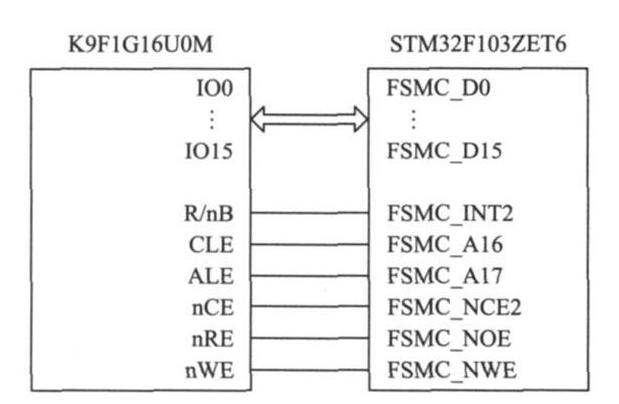 K9F1G16U0M STM32F103ZET6
IO0 FSMC_D0
⋮ ⋮
IO15 FSMC_D15
R/nB FSMC_INT2
CLE FSMC_A16
ALE FSMC_A17
nCE FSMC_NCE2
nRE FSMC_NOE
nWE FSMC_NWE